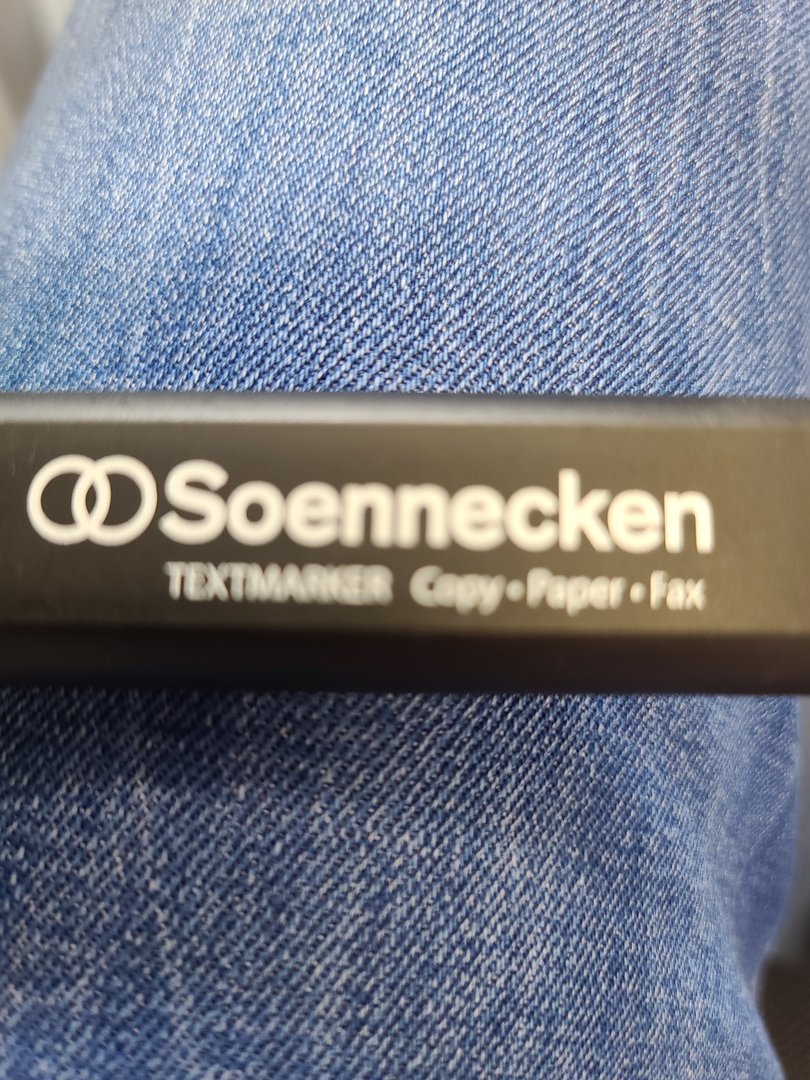 Soennecken
TEXTMARKER Copy • Paper • Fax